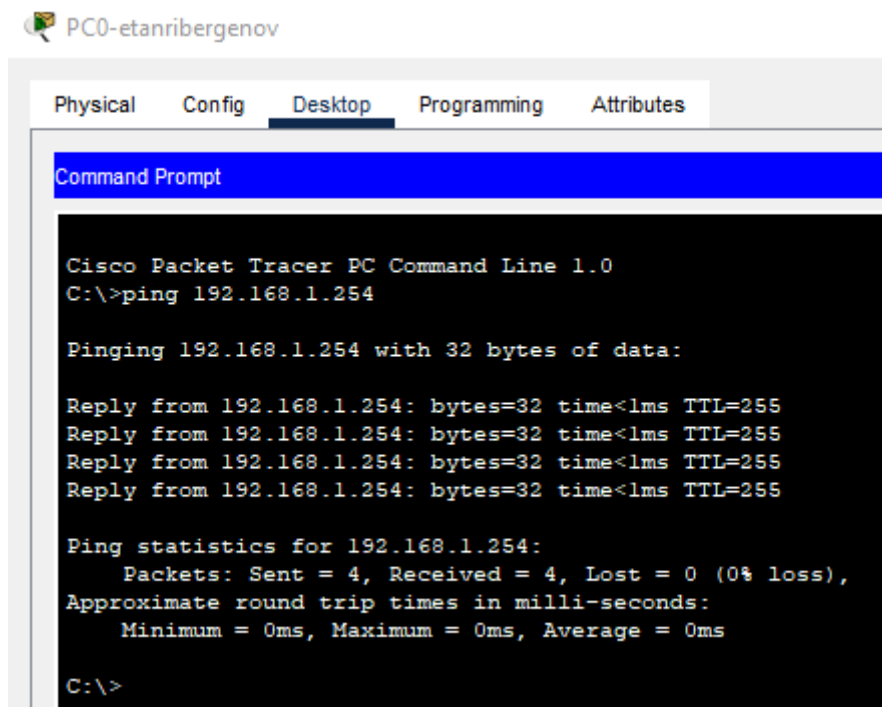 PC0-etanribergenov
Physical Config Desktop Programming Attributes
Command Prompt
Cisco Packet Tracer PC Command Line 1.0
C:\>ping 192.168.1.254
Pinging 192.168.1.254 with 32 bytes of data:
Reply from 192.168.1.254: bytes=32 time<1ms TTL=255
Reply from 192.168.1.254: bytes=32 time<1ms TTL=255
Reply from 192.168.1.254: bytes=32 time<1ms TTL=255
Reply from 192.168.1.254: bytes=32 time<1ms TTL=255
Ping statistics for 192.168.1.254:
Packets: Sent = 4, Received = 4, Lost = 0 (0% loss),
Approximate round trip times in milli-seconds:
Minimum = 0ms, Maximum = 0ms, Average = 0ms
C:\>